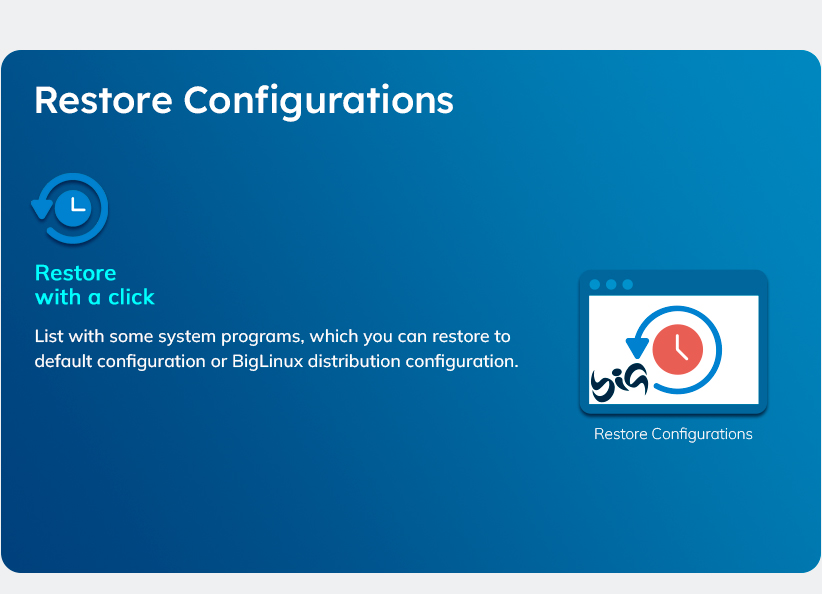 Restore Configurations
Restore
with a click
List with some system programs, which you can restore to
default configuration or BigLinux distribution configuration.
big
Restore Configurations